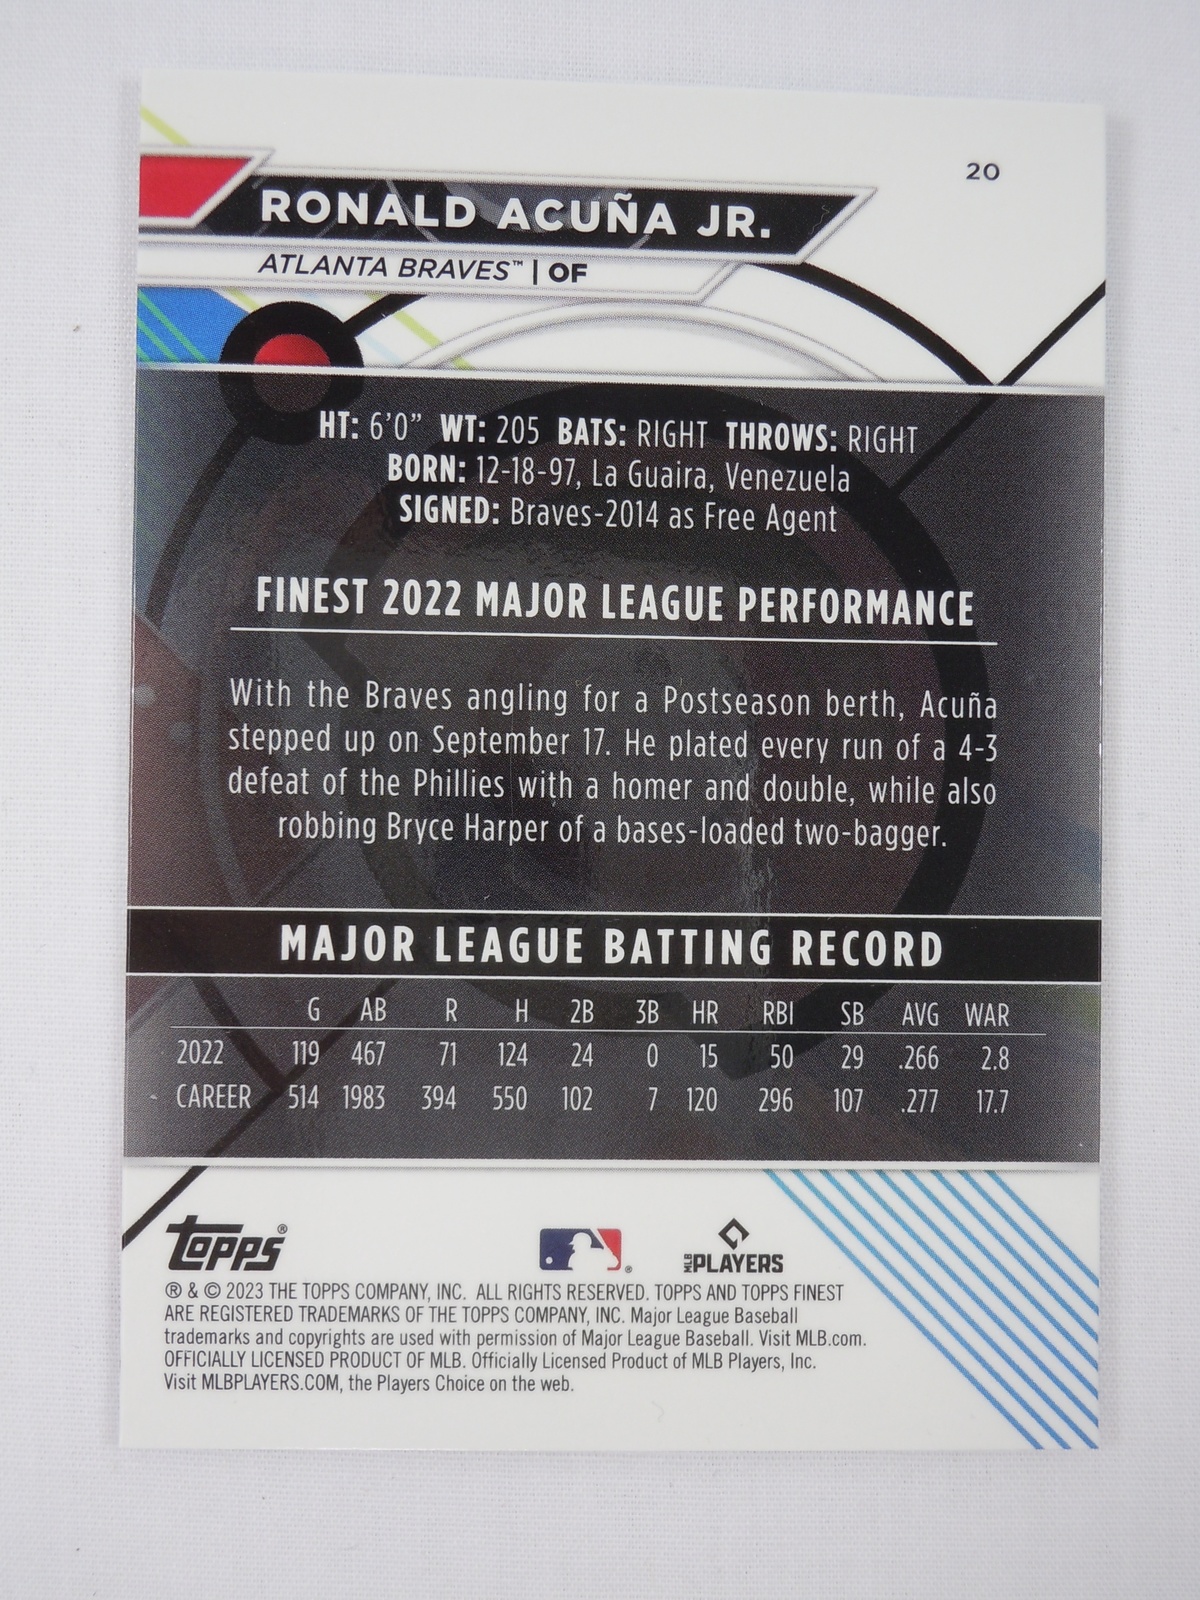 20
RONALD ACUÑA JR.
ATLANTA BRAVES™ | OF
HT: 6'0" WT: 205 BATS: RIGHT THROWS: RIGHT
BORN: 12-18-97, La Guaira, Venezuela
SIGNED: Braves-2014 as Free Agent
FINEST 2022 MAJOR LEAGUE PERFORMANCE
With the Braves angling for a Postseason berth, Acuña
stepped up on September 17. He plated every run of a 4-3
defeat of the Phillies with a homer and double, while also
robbing Bryce Harper of a bases-loaded two-bagger.
MAJOR LEAGUE BATTING RECORD
G AB R H 2B 3B HR RBI SB AVG WAR
2022 119 467 71 124 24 0 15 50 29 .266 2.8
CAREER 514 1983 394 550 102 7 120 296 107 .277 17.7
topps® ® MLB PLAYERS
® & © 2023 THE TOPPS COMPANY, INC. ALL RIGHTS RESERVED. TOPPS AND TOPPS FINEST
ARE REGISTERED TRADEMARKS OF THE TOPPS COMPANY, INC. Major League Baseball
trademarks and copyrights are used with permission of Major League Baseball. Visit MLB.com.
OFFICIALLY LICENSED PRODUCT OF MLB. Officially Licensed Product of MLB Players, Inc.
Visit MLBPLAYERS.COM, the Players Choice on the web.